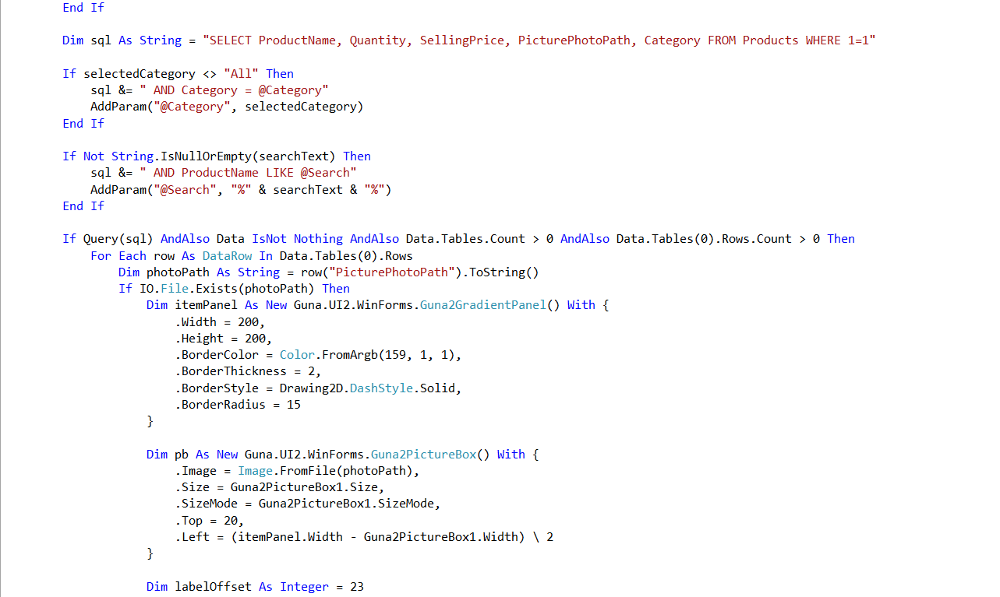 End If
Dim sql As String = "SELECT ProductName, Quantity, SellingPrice, PicturePhotoPath, Category FROM Products WHERE 1=1"
If selectedCategory <> "All" Then
sql &= " AND Category = @Category"
AddParam("@Category", selectedCategory)
End If
If Not String.IsNullOrEmpty(searchText) Then
sql &= " AND ProductName LIKE @Search"
AddParam("@Search", "%" & searchText & "%")
End If
If Query(sql) AndAlso Data IsNot Nothing AndAlso Data.Tables.Count > 0 AndAlso Data.Tables(0).Rows.Count > 0 Then
For Each row As DataRow In Data.Tables(0).Rows
Dim photoPath As String = row("PicturePhotoPath").ToString()
If IO.File.Exists(photoPath) Then
Dim itemPanel As New Guna.UI2.WinForms.Guna2GradientPanel() With {
.Width = 200,
.Height = 200,
.BorderColor = Color.FromArgb(159, 1, 1),
.BorderThickness = 2,
.BorderStyle = Drawing2D.DashStyle.Solid,
.BorderRadius = 15
}
Dim pb As New Guna.UI2.WinForms.Guna2PictureBox() With {
.Image = Image.FromFile(photoPath),
.Size = Guna2PictureBox1.Size,
.SizeMode = Guna2PictureBox1.SizeMode,
.Top = 20,
.Left = (itemPanel.Width - Guna2PictureBox1.Width) \ 2
}
Dim labelOffset As Integer = 23